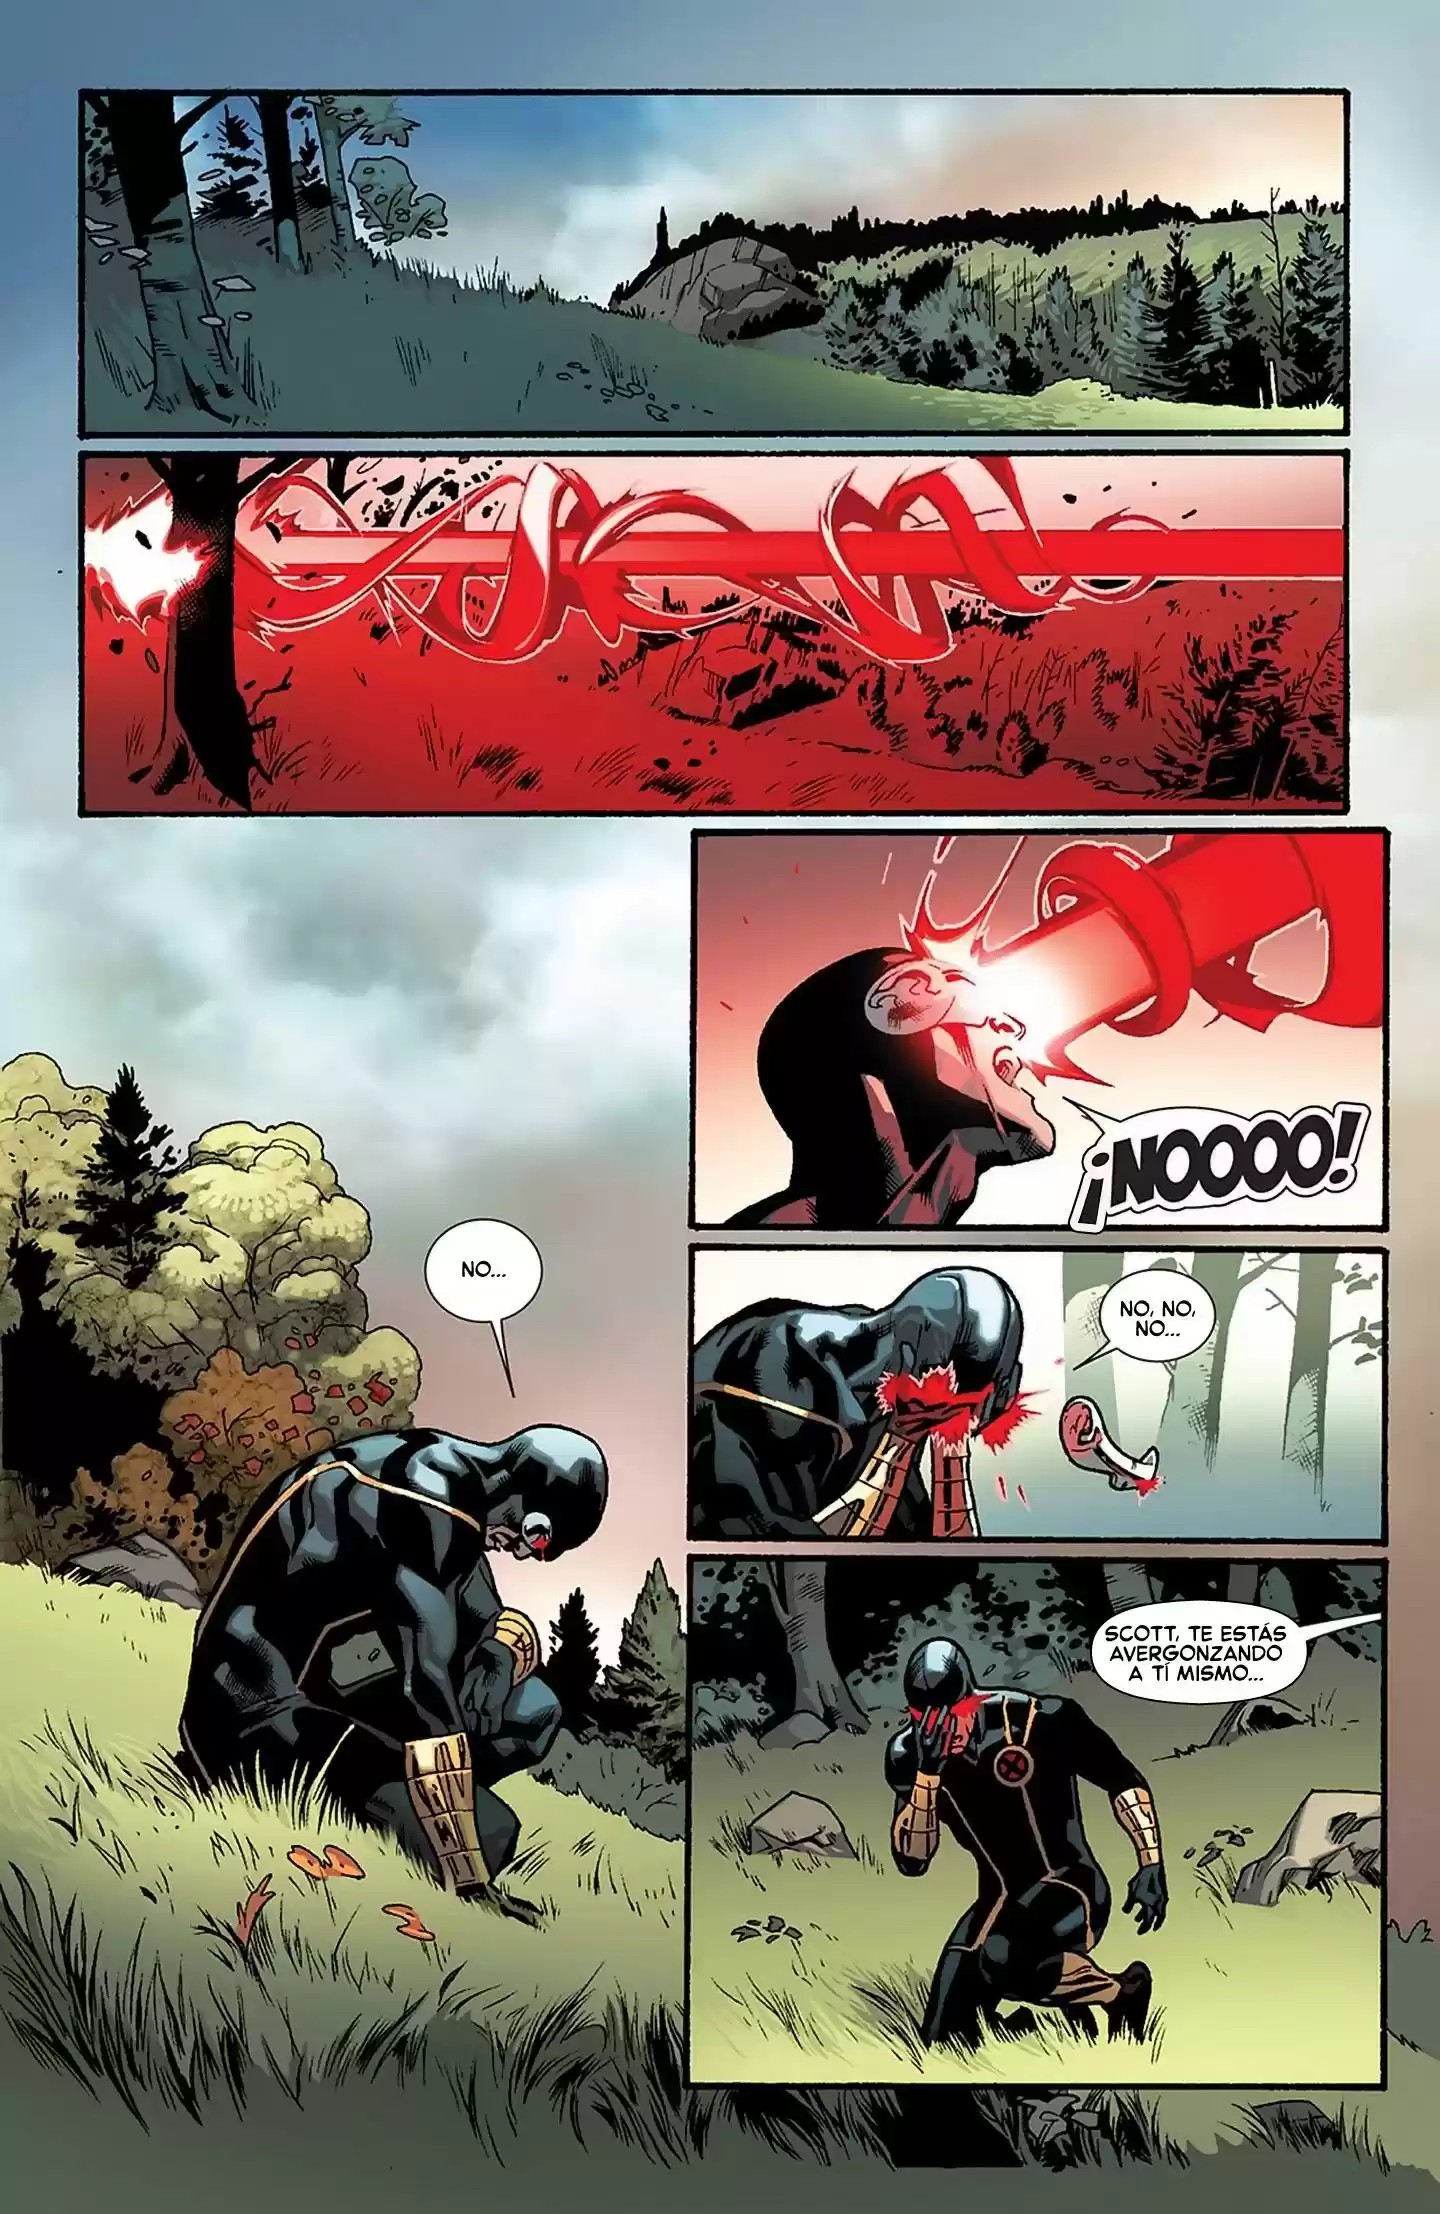 ¡NOOOO!
NO...
NO, NO,
NO...
SCOTT, TE ESTÁS
AVERGONZANDO
A TÍ MISMO...